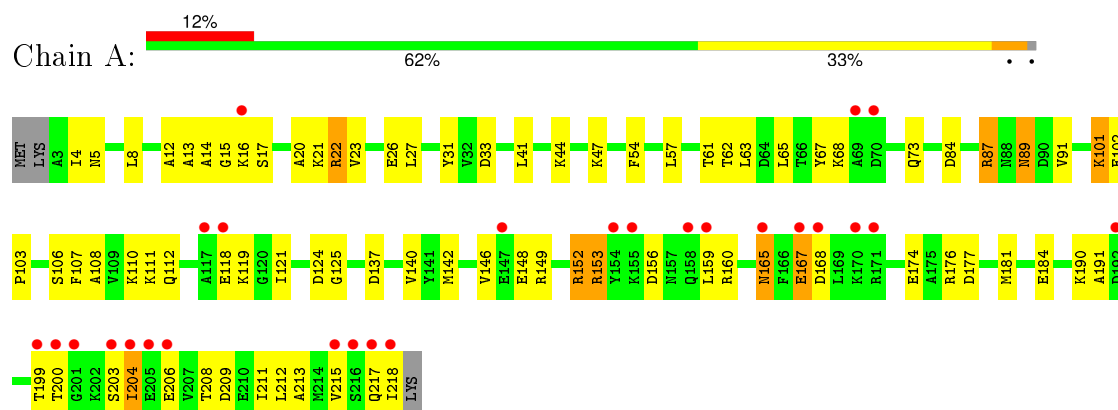 12%
Chain A:
62% 33% • •
MET LYS A3 I4 N5 L8 A12 A13 A14 G15 K16 S17 A20 K21 R22 V23 E26 L27 Y31 V32 D33 L41 K44 K47 F54 L57 T61 T62 L63 D64 L65 T66 Y67 K68 A69 D70 Q73 D84 R87 N88 N89 D90 V91 K101
P103 S106 F107 A108 V109 K110 K111 Q112 A117 E118 K119 G120 I121 D124 G125 D137 V140 Y141 M142 V146 E147 E148 R149 R152 R153 Y154 K155 D156 N157 Q158 L159 R160 N165 F166 E167 D168 L169 K170 R171 E174 A175 R176 D177 M181 E184 K190 A191
T199 T200 G201 K202 S203 I204 E205 E206 V207 T208 D209 E210 I211 L212 A213 M214 V215 S216 Q217 I218 LYS